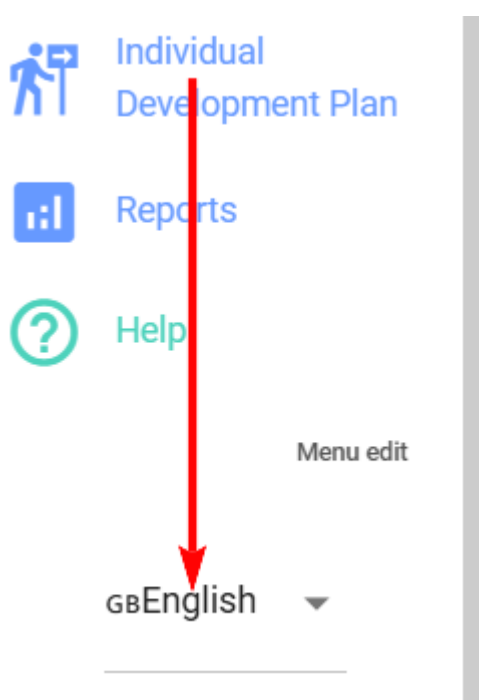 Individual
Development Plan
Reports
Help
Menu edit
GBEnglish